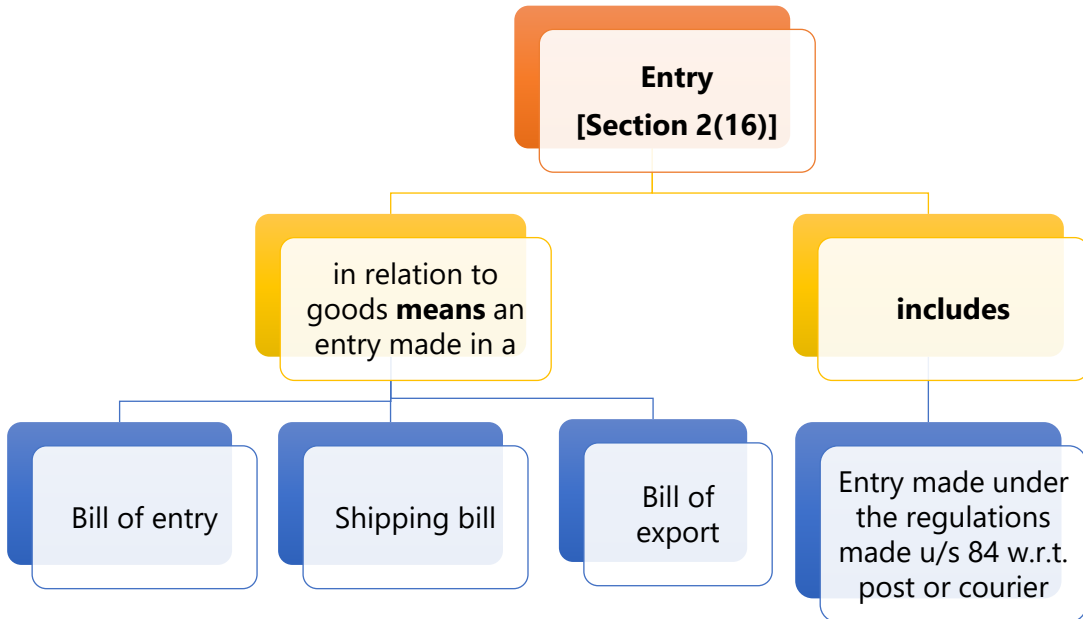 Entry
[Section 2(16)]
in relation to
goods means an
entry made in a
includes
Bill of entry
Shipping bill
Bill of
export
Entry made under
the regulations
made u/s 84 w.r.t.
post or courier